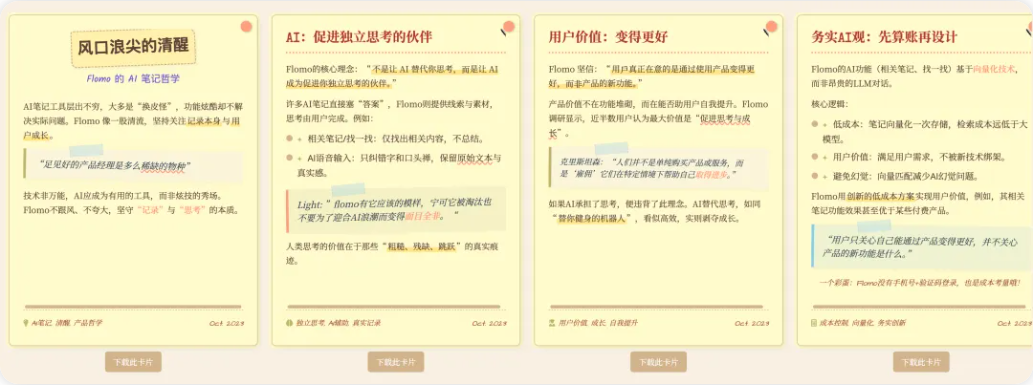 风口浪尖的清醒
Flomo 的 AI 笔记哲学
AI笔记工具层出不穷，大多是“换皮怪”，功能炫酷却不解
决实际问题。Flomo 像一股清流，坚持关注记录本身与用
户成长。
“足见好的产品经理是多么稀缺的物种”
技术非万能，AI应成为有用的工具，而非炫技的秀场。
Flomo不跟风、不夸大，坚守“记录”与“思考”的本质。
AI笔记, 清醒, 产品哲学
Oct 2023
下载此卡片
AI：促进独立思考的伙伴
Flomo的核心理念：“不是让 AI 替代你思考，而是让 AI
成为促进你独立思考的伙伴。”
许多AI笔记直接塞“答案”，Flomo则提供线索与素材，
思考由用户完成。例如：
相关笔记/找一找：仅找出相关内容，不总结。
AI语音输入：只纠错字和口头禅，保留原始文本与
真实感。
Light: “flomo有它应该的模样，宁可它被淘汰也
不要为了迎合AI浪潮而变得面目全非。“
人类思考的价值在于那些“粗糙、残缺、跳跃”的真实痕
迹。
独立思考, AI辅助, 真实记录
Oct 2023
下载此卡片
用户价值：变得更好
Flomo 坚信：“用户真正在意的是通过使用产品变得更
好，而非产品的新功能。”
产品价值不在功能堆砌，而在能否助用户自我提升。Flomo
调研显示，近半数用户认为最大价值是“促进思考与成
长”。
克里斯坦森：“人们并不是单纯购买产品或服务，而
是‘雇佣’它们在特定情境下帮助自己取得进步。”
如果AI承担了思考，便违背了此理念。AI替代思考，如同
“替你健身的机器人”，看似高效，实则剥夺成长。
用户价值, 成长, 自我提升
Oct 2023
下载此卡片
务实AI观：先算账再设计
Flomo的AI功能（相关笔记、找一找）基于向量化技术，
而非昂贵的LLM对话。
核心逻辑：
低成本：笔记向量化一次存储，检索成本远低于大
模型。
用户价值：满足用户需求，不被新技术绑架。
避免幻觉：向量匹配减少AI幻觉问题。
Flomo用创新的低成本方案实现用户价值，例如，其相关
笔记功能效果甚至优于某些付费产品。
“用户只关心自己能通过产品变得更好，并不关心
产品的新功能是什么。”
一个彩蛋：Flomo没有手机号+验证码登录，也是成本考量哦！
成本控制, 向量化, 务实创新
Oct 2023
下载此卡片